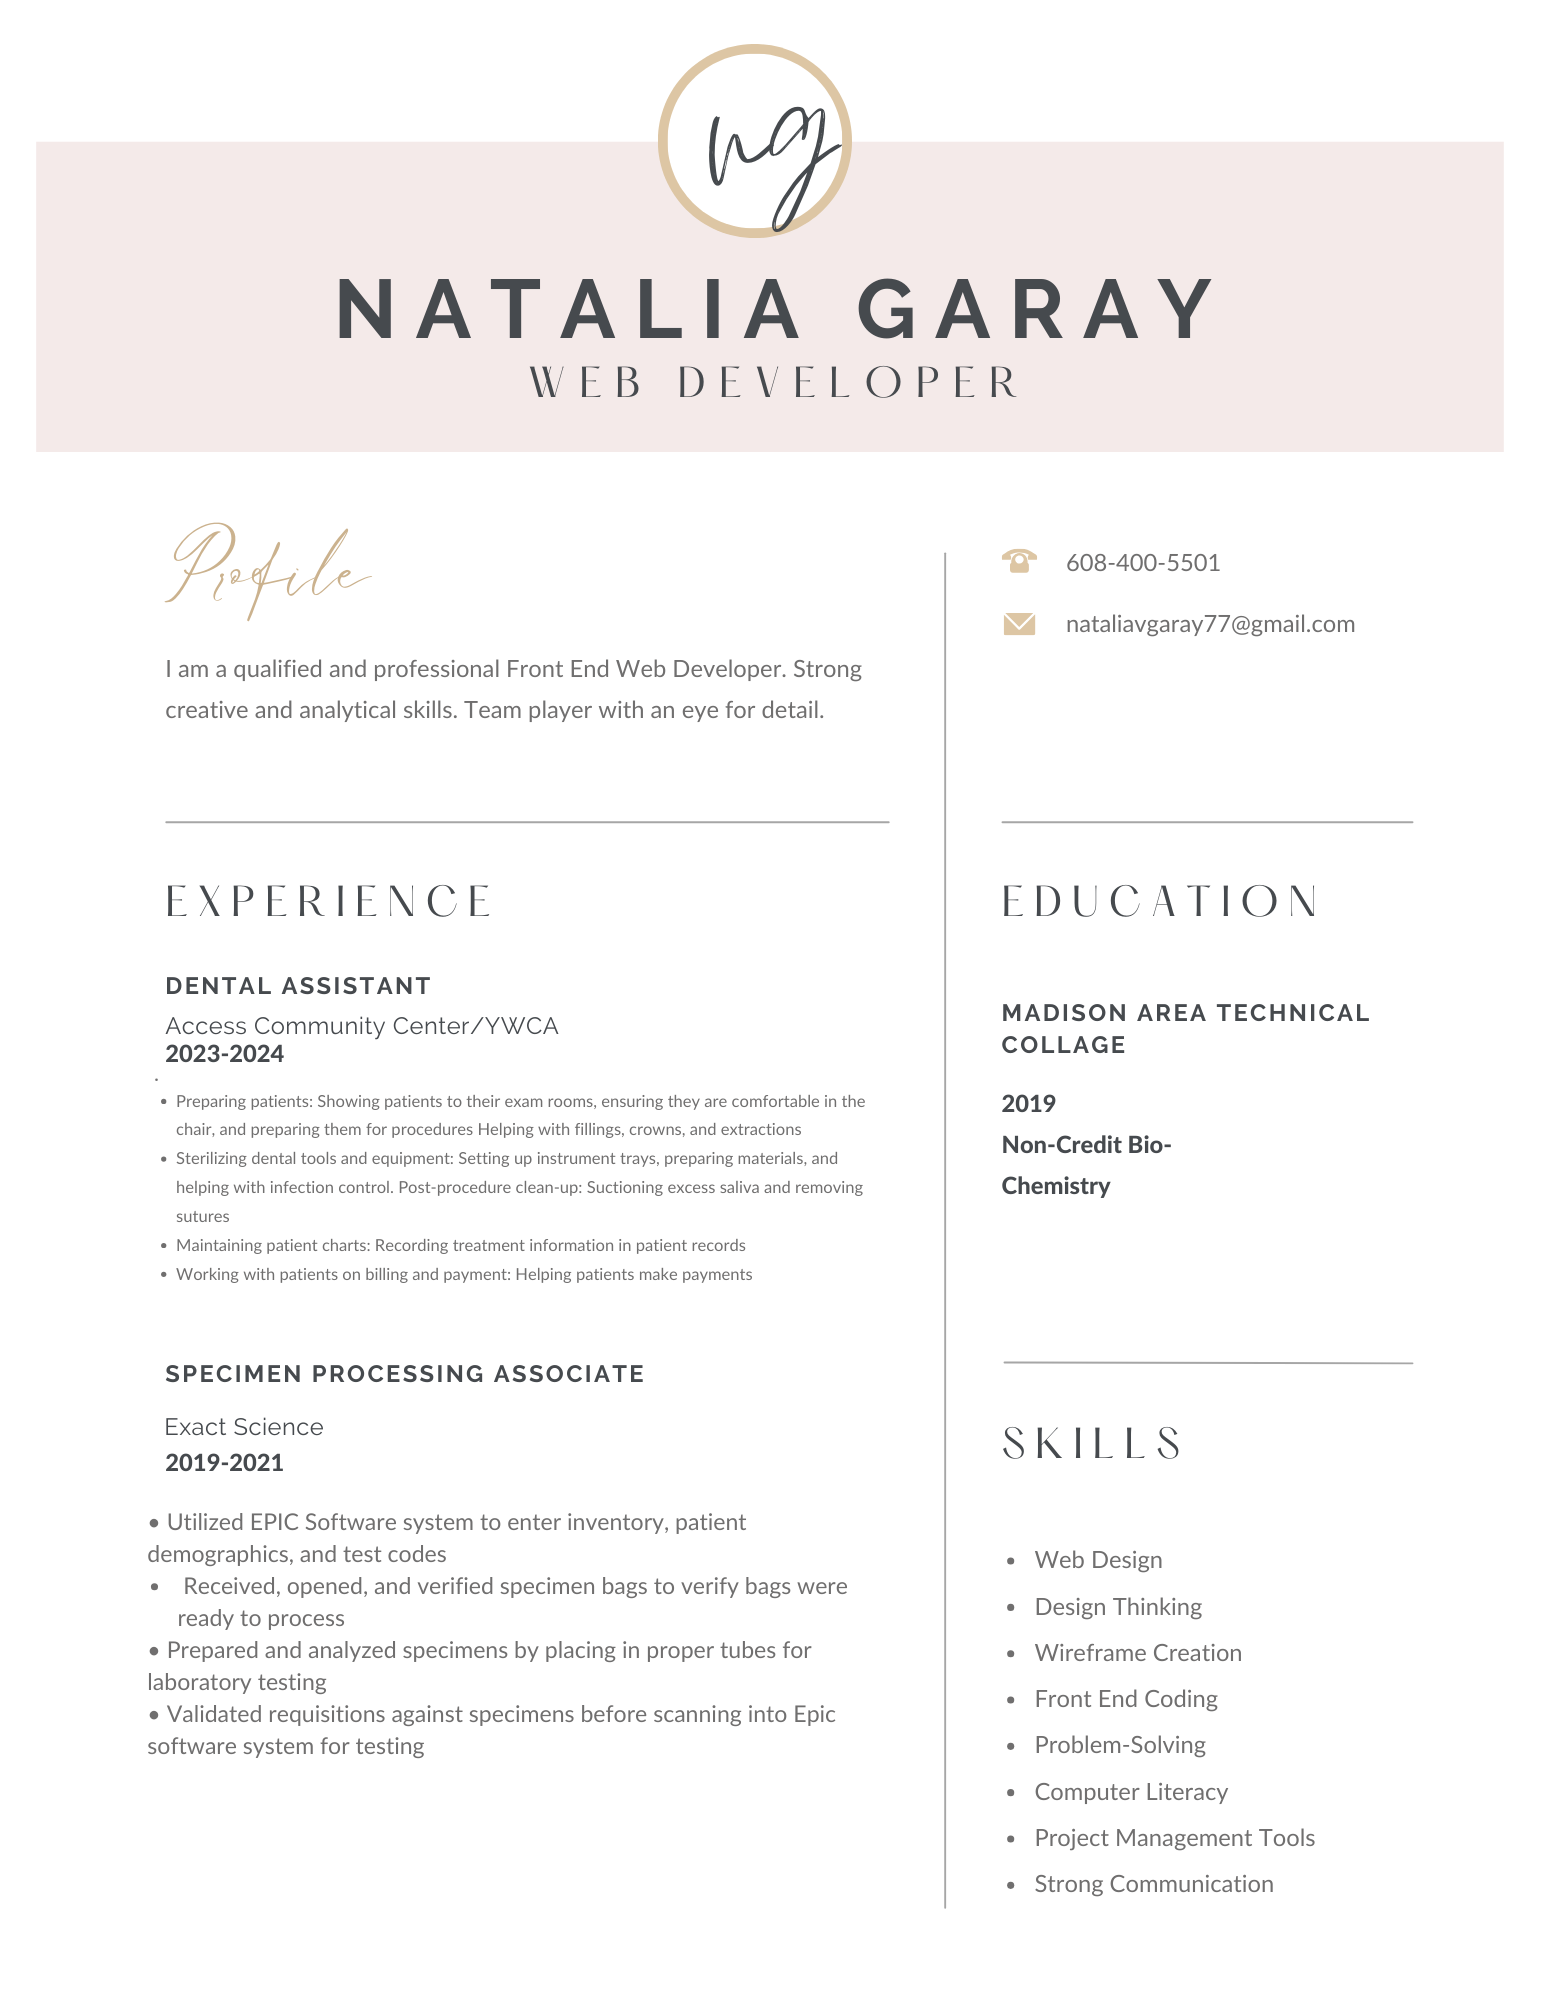 ng
NATALIA GARAY
WEB DEVELOPER
Profile
I am a qualified and professional Front End Web Developer. Strong
creative and analytical skills. Team player with an eye for detail.
608-400-5501
nataliavgaray77@gmail.com
EXPERIENCE
DENTAL ASSISTANT
Access Community Center/YWCA
2023-2024
• Preparing patients: Showing patients to their exam rooms, ensuring they are comfortable in the
chair, and preparing them for procedures Helping with fillings, crowns, and extractions
• Sterilizing dental tools and equipment: Setting up instrument trays, preparing materials, and
helping with infection control. Post-procedure clean-up: Suctioning excess saliva and removing
sutures
• Maintaining patient charts: Recording treatment information in patient records
• Working with patients on billing and payment: Helping patients make payments
SPECIMEN PROCESSING ASSOCIATE
Exact Science
2019-2021
• Utilized EPIC Software system to enter inventory, patient
demographics, and test codes
• Received, opened, and verified specimen bags to verify bags were
ready to process
• Prepared and analyzed specimens by placing in proper tubes for
laboratory testing
• Validated requisitions against specimens before scanning into Epic
software system for testing
EDUCATION
MADISON AREA TECHNICAL
COLLAGE
2019
Non-Credit Bio-
Chemistry
SKILLS
• Web Design
• Design Thinking
• Wireframe Creation
• Front End Coding
• Problem-Solving
• Computer Literacy
• Project Management Tools
• Strong Communication